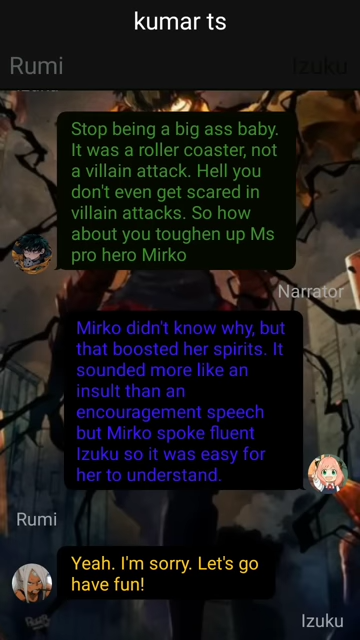 kumar ts
Rumi
Izuku
Stop being a big ass baby.
It was a roller coaster, not
a villain attack. Hell you
don't even get scared in
villain attacks. So how
about you toughen up Ms
pro hero Mirko
Narrator
Mirko didn't know why, but
that boosted her spirits. It
sounded more like an
insult than an
encouragement speech
but Mirko spoke fluent
Izuku so it was easy for
her to understand.
Rumi
Yeah. I'm sorry. Let's go
have fun!
Izuku